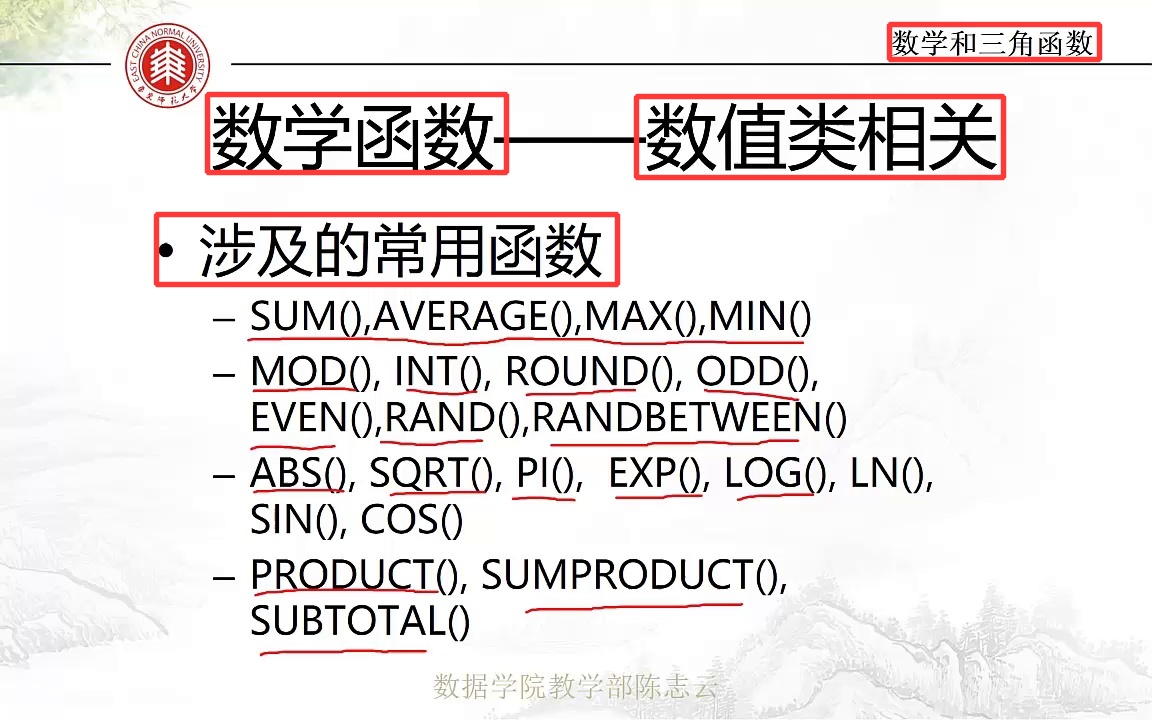 EAST CHINA NORMAL UNIVERSITY
华东师范大学
数学和三角函数
数学函数——数值类相关
• 涉及的常用函数
– SUM(),AVERAGE(),MAX(),MIN()
– MOD(), INT(), ROUND(), ODD(),
EVEN(),RAND(),RANDBETWEEN()
– ABS(), SQRT(), PI(), EXP(), LOG(), LN(),
SIN(), COS()
– PRODUCT(), SUMPRODUCT(),
SUBTOTAL()
数据学院教学部陈志云